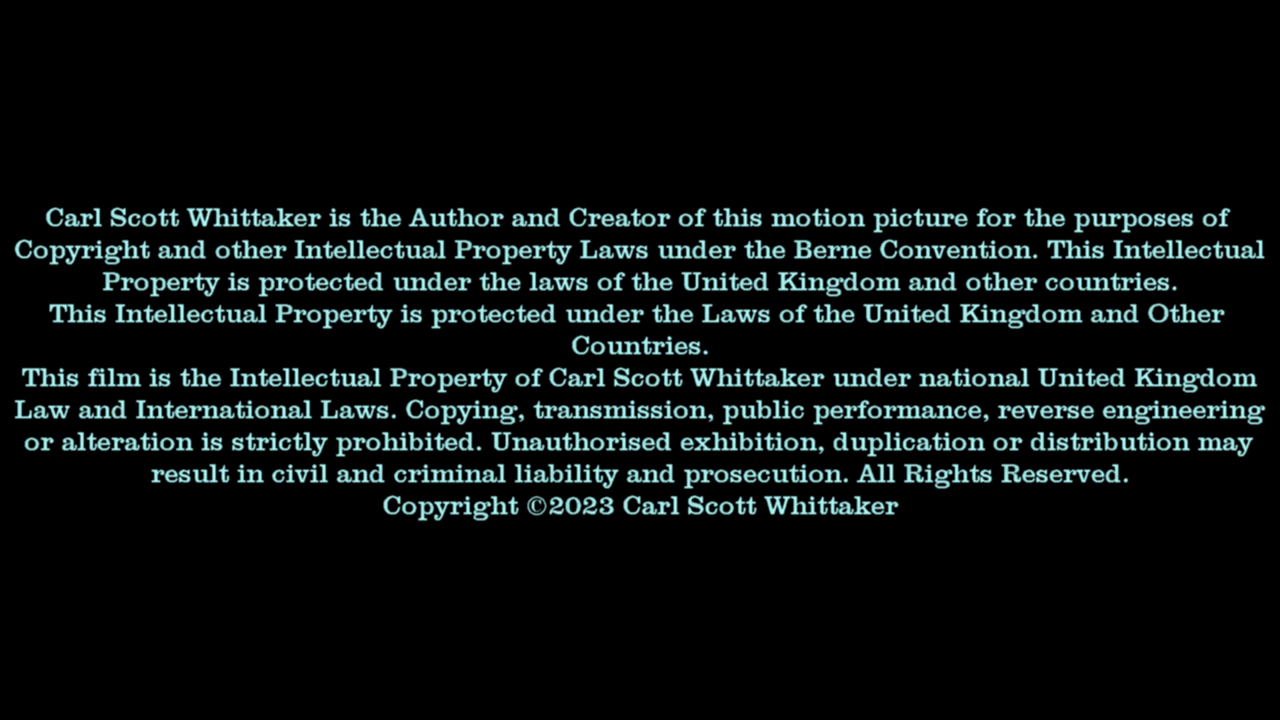 Carl Scott Whittaker is the Author and Creator of this motion picture for the purposes of
Copyright and other Intellectual Property Laws under the Berne Convention. This Intellectual
Property is protected under the laws of the United Kingdom and other countries.
This Intellectual Property is protected under the Laws of the United Kingdom and Other
Countries.
This film is the Intellectual Property of Carl Scott Whittaker under national United Kingdom
Law and International Laws. Copying, transmission, public performance, reverse engineering
or alteration is strictly prohibited. Unauthorised exhibition, duplication or distribution may
result in civil and criminal liability and prosecution. All Rights Reserved.
Copyright ©2023 Carl Scott Whittaker